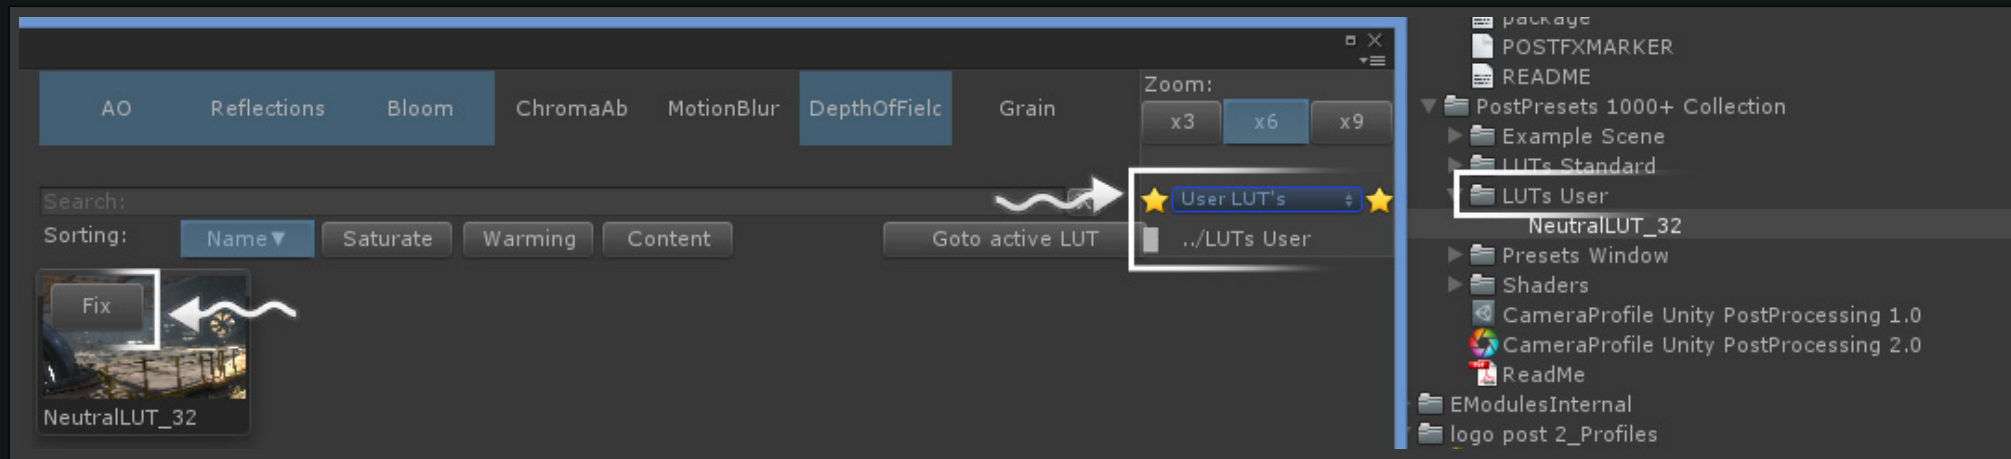 AO Reflections Bloom ChromaAb MotionBlur DepthOfFielc Grain
Zoom:
x3 x6 x9
Search:
x
User LUT's
Sorting: Name▼ Saturate Warming Content Goto active LUT
../LUTs User
Fix
NeutralLUT_32
package
POSTFXMARKER
README
PostPresets 1000+ Collection
Example Scene
LUTs Standard
LUTs User
NeutralLUT_32
Presets Window
Shaders
CameraProfile Unity PostProcessing 1.0
CameraProfile Unity PostProcessing 2.0
ReadMe
EModulesInternal
logo post 2_Profiles